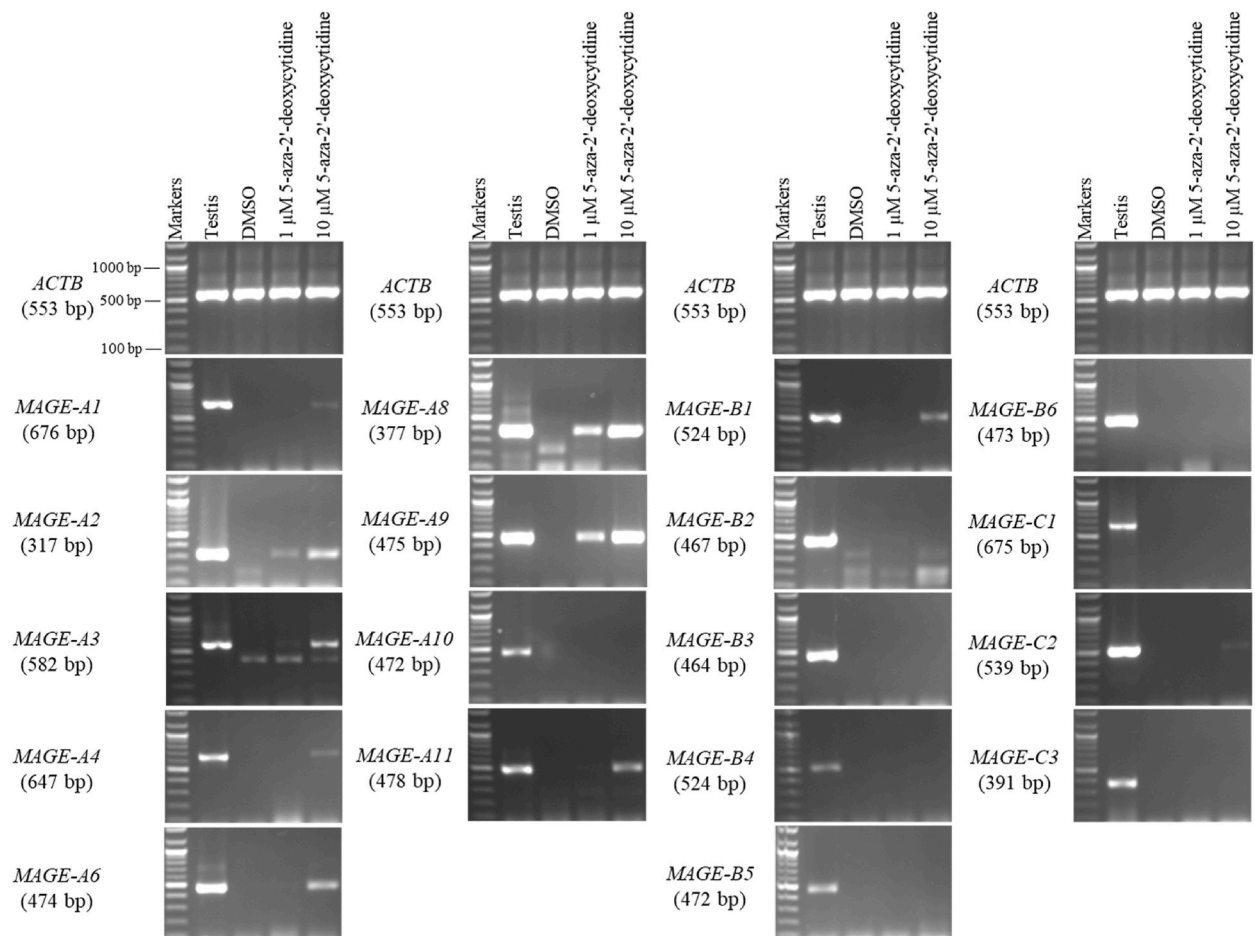 Markers
Testis
DMSO
1 µM 5-aza-2'-deoxycytidine
10 µM 5-aza-2'-deoxycytidine
Markers
Testis
DMSO
1 µM 5-aza-2'-deoxycytidine
10 µM 5-aza-2'-deoxycytidine
Markers
Testis
DMSO
1 µM 5-aza-2'-deoxycytidine
10 µM 5-aza-2'-deoxycytidine
Markers
Testis
DMSO
1 µM 5-aza-2'-deoxycytidine
10 µM 5-aza-2'-deoxycytidine
ACTB
(553 bp)
1000 bp
500 bp
100 bp
MAGE-A1
(676 bp)
MAGE-A2
(317 bp)
MAGE-A3
(582 bp)
MAGE-A4
(647 bp)
MAGE-A6
(474 bp)
ACTB
(553 bp)
MAGE-A8
(377 bp)
MAGE-A9
(475 bp)
MAGE-A10
(472 bp)
MAGE-A11
(478 bp)
ACTB
(553 bp)
MAGE-B1
(524 bp)
MAGE-B2
(467 bp)
MAGE-B3
(464 bp)
MAGE-B4
(524 bp)
MAGE-B5
(472 bp)
ACTB
(553 bp)
MAGE-B6
(473 bp)
MAGE-C1
(675 bp)
MAGE-C2
(539 bp)
MAGE-C3
(391 bp)